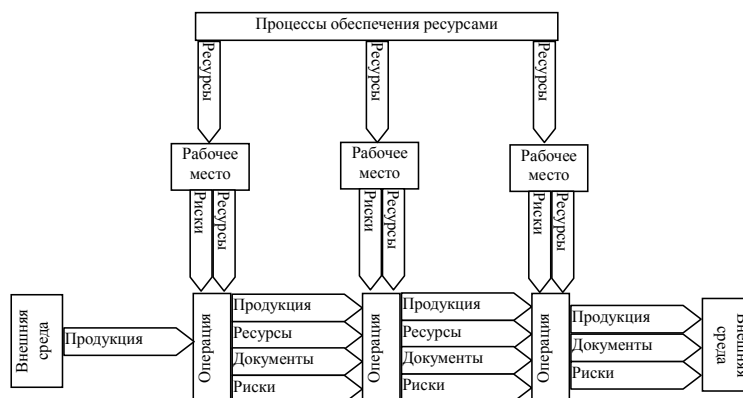 Процессы обеспечения ресурсами
Ресурсы
Ресурсы
Ресурсы
Рабочее
место
Рабочее
место
Рабочее
место
Риски
Ресурсы
Риски
Ресурсы
Риски
Ресурсы
Внешняя
среда
Продукция
Операция
Продукция
Ресурсы
Документы
Риски
Операция
Продукция
Ресурсы
Документы
Риски
Операция
Продукция
Документы
Риски
Внешняя
среда